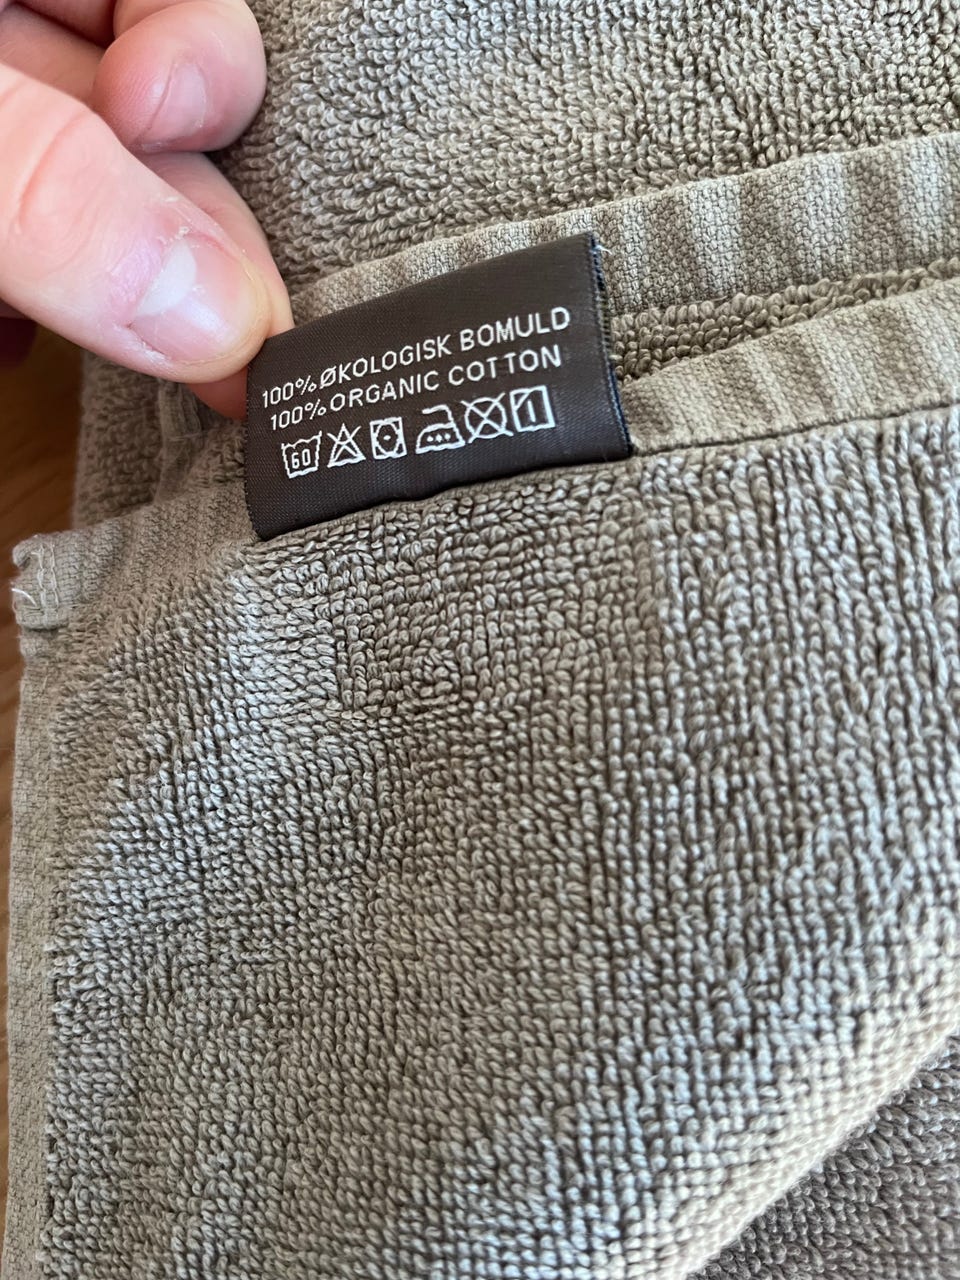 100% ØKOLOGISK BOMULD
100% ORGANIC COTTON
60